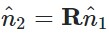 n̂₂ = Rn̂₁